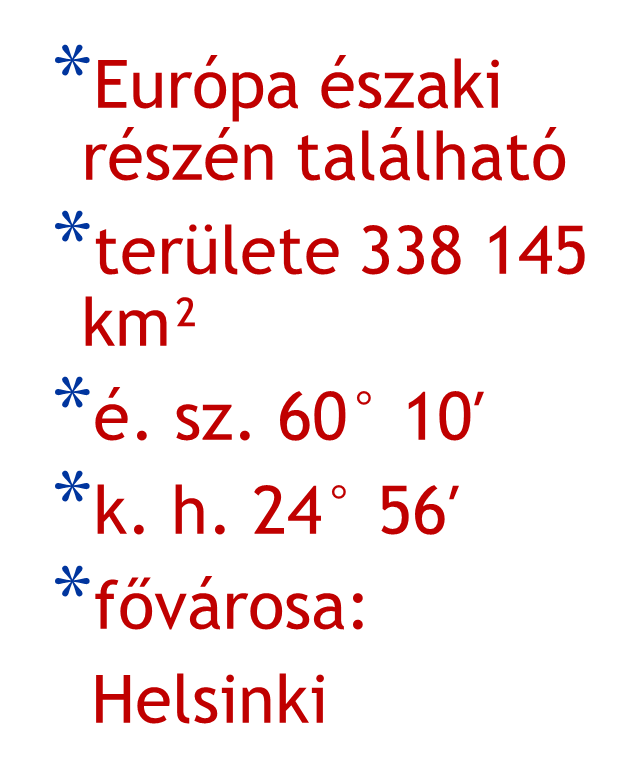 *Európa északi
részén található
*területe 338 145
km²
*é. sz. 60° 10′
*k. h. 24° 56′
*fővárosa:
Helsinki